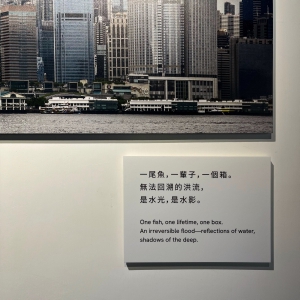 一尾魚，一輩子，一個箱。
無法回溯的洪流，
是水光，是水影。
One fish, one lifetime, one box.
An irreversible flood—reflections of water,
shadows of the deep.